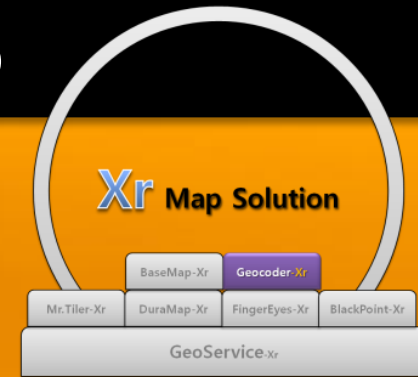 Xr Map Solution
BaseMap-Xr Geocoder-Xr
Mr.Tiler-Xr DuraMap-Xr FingerEyes-Xr BlackPoint-Xr
GeoService-Xr